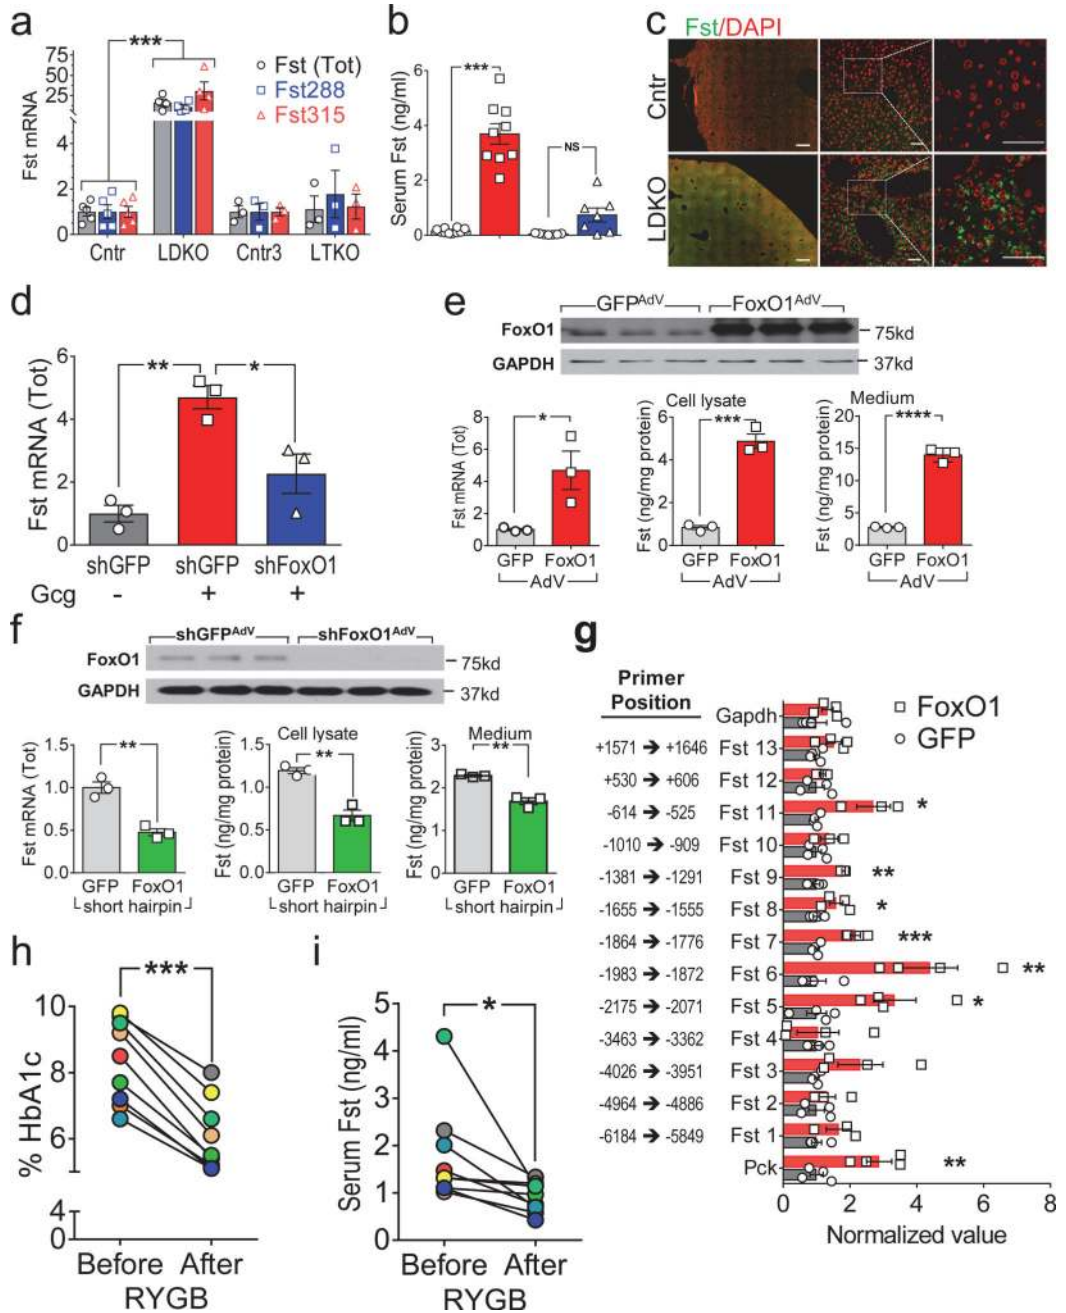 a
***
75
50
25
4
2
0
Fst mRNA
Fst (Tot)
Fst288
Fst315
Cntr
LDKO
Cntr3
LTKO
b
Serum Fst (ng/ml)
8
6
4
2
0
***
NS
c
Fst/DAPI
Cntr
LDKO
d
Fst mRNA (Tot)
6
4
2
0
**
*
shGFP
shGFP
shFoxO1
Gcg
-
+
+
e
GFPAdV
FoxO1AdV
FoxO1
75kd
GAPDH
37kd
Fst mRNA (Tot)
8
6
4
2
0
*
GFP
FoxO1
AdV
Cell lysate
Fst (ng/mg protein)
6
4
2
0
***
GFP
FoxO1
AdV
Medium
Fst (ng/mg protein)
20
15
10
5
0
****
GFP
FoxO1
AdV
f
shGFPAdV
shFoxO1AdV
FoxO1
75kd
GAPDH
37kd
Fst mRNA (Tot)
1.5
1.0
0.5
0.0
**
GFP
FoxO1
short hairpin
Cell lysate
Fst (ng/mg protein)
1.5
1.0
0.5
0.0
**
GFP
FoxO1
short hairpin
Medium
Fst (ng/mg protein)
3
2
1
0
**
GFP
FoxO1
short hairpin
g
Primer
Position
FoxO1
GFP
Gapdh
+1571 ➔ +1646 Fst 13
+530 ➔ +606 Fst 12
-614 ➔ -525 Fst 11 *
-1010 ➔ -909 Fst 10
-1381 ➔ -1291 Fst 9 **
-1655 ➔ -1555 Fst 8 *
-1864 ➔ -1776 Fst 7 ***
-1983 ➔ -1872 Fst 6 **
-2175 ➔ -2071 Fst 5 *
-3463 ➔ -3362 Fst 4
-4026 ➔ -3951 Fst 3
-4964 ➔ -4886 Fst 2
-6184 ➔ -5849 Fst 1
Pck **
0 2 4 6 8
Normalized value
h
% HbA1c
10
8
6
4
0
***
Before After
RYGB
i
Serum Fst (ng/ml)
5
4
3
2
1
0
*
Before After
RYGB